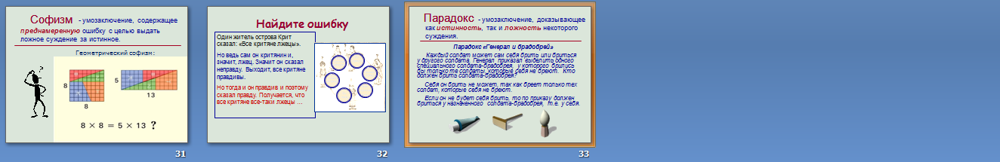 Софизм - умозаключение, содержащее
преднамеренную ошибку с целью выдать
ложное суждение за истинное.
Геометрический софизм:
8
8
5
13
8 × 8 = 5 × 13 ?
31
Найдите ошибку
Один житель острова Крит
сказал: «Все критяне лжецы».
Но ведь сам он критянин и,
значит, лжец. Значит он сказал
неправду. Выходит, все критяне
правдивы.
Но тогда и он правдив и поэтому
сказал правду. Получается, что
все критяне все-таки лжецы ...
32
Парадокс - умозаключение, доказывающее
как истинность, так и ложность некоторого
суждения.
Парадокс «Генерал и брадобрей»
Каждый солдат может сам себя брить или бриться
у другого солдата. Генерал приказал выделить одного
специального солдата-брадобрея, у которого брились
бы только те солдаты, которые себя не бреют. Кто
должен брить солдата-брадобрея?
Себя он брить не может, так как бреет только тех
солдат, которые себя не бреют.
Если он не будет себя брить, то по приказу должен
бриться у назначенного солдата-брадобрея, т.е. у себя.
33